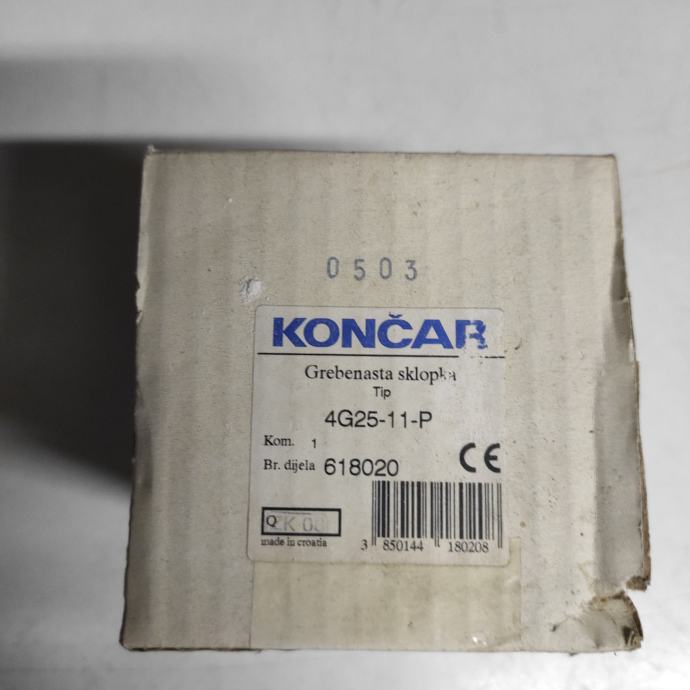 0503
KONČAR
Grebenasta sklopka
Tip
4G25-11-P
Kom. 1
Br. dijela 618020
CE
Q
made in croatia
3 850144 180208